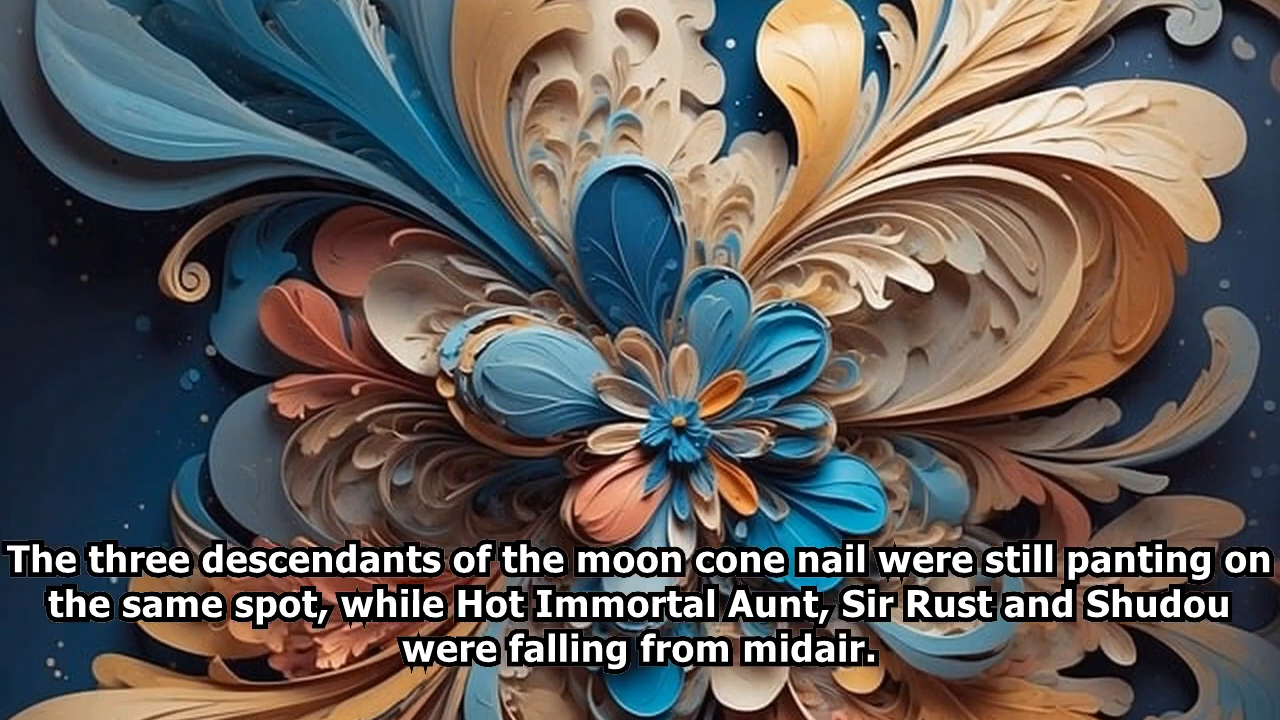 The three descendants of the moon cone nail were still panting on
the same spot, while Hot Immortal Aunt, Sir Rust and Shudou
were falling from midair.